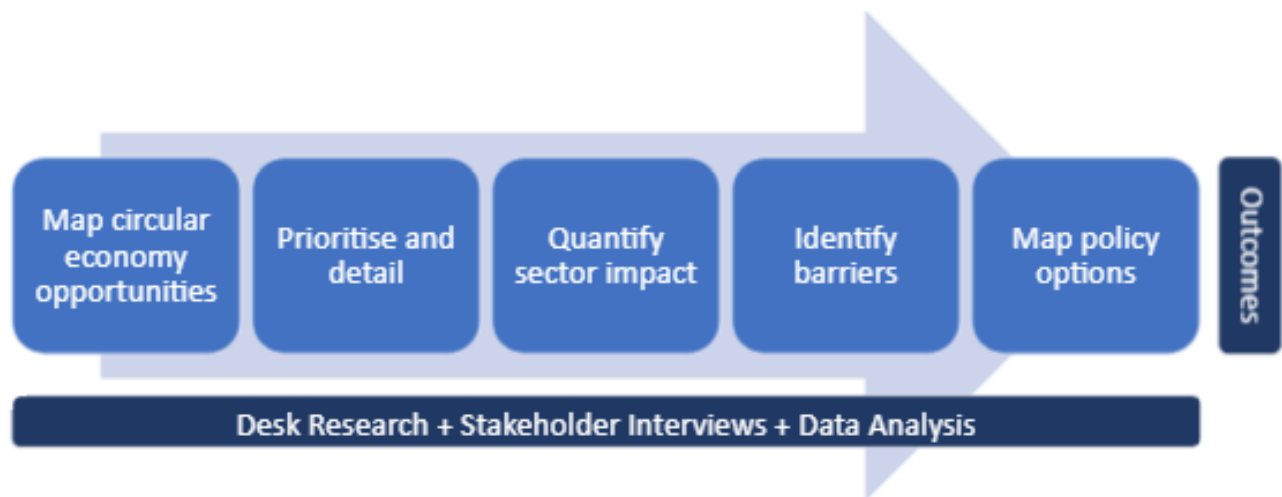 Map circular
economy
opportunities
Prioritise and
detail
Quantify
sector impact
Identify
barriers
Map policy
options
Outcomes
Desk Research + Stakeholder Interviews + Data Analysis